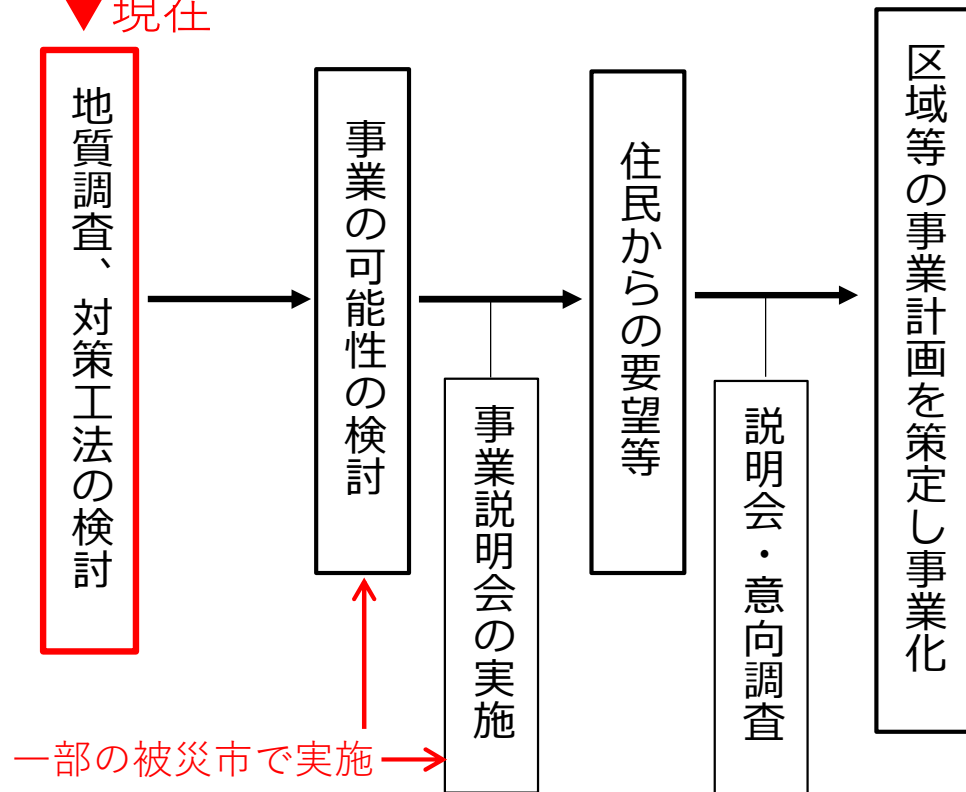 ▼現在
地質調査、対策工法の検討
事業の可能性の検討
事業説明会の実施
住民からの要望等
説明会・意向調査
区域等の事業計画を策定し事業化
一部の被災市で実施